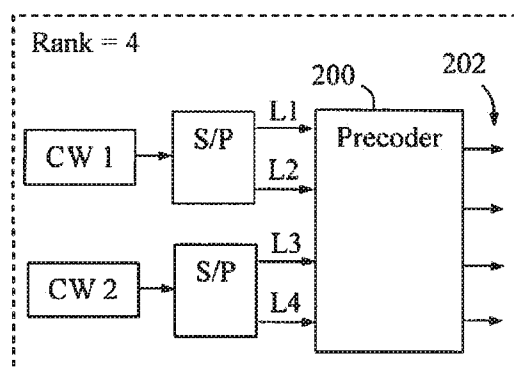 Rank = 4
200
202
L1
S/P
Precoder
CW 1
L2
L3
S/P
CW 2
L4